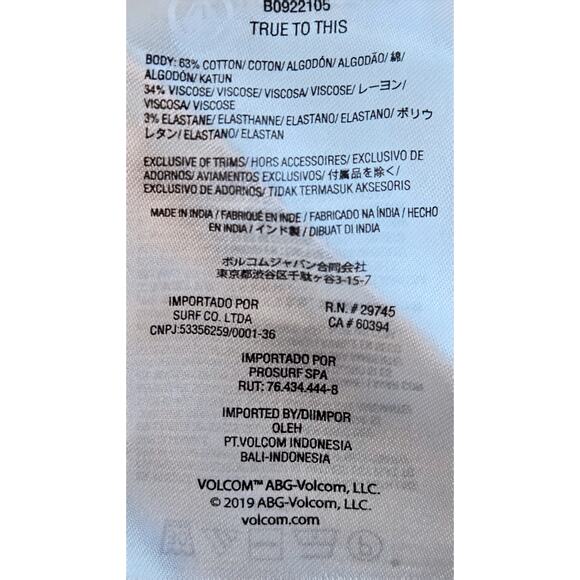 B0922105
TRUE TO THIS
BODY: 63% COTTON/ COTON/ ALGODÓN/ ALGODÃO/ 綿/
ALGODÓN/ KATUN
34% VISCOSE/ VISCOSE/ VISCOSA/ VISCOSE/ レーヨン/
VISCOSA/ VISCOSE
3% ELASTANE/ ELASTHANNE/ ELASTANO/ ELASTANO/ ポリウ
レタン/ ELASTANO/ ELASTAN
EXCLUSIVE OF TRIMS/ HORS ACCESSOIRES/ EXCLUSIVO DE
ADORNOS/ AVIAMENTOS EXCLUSIVOS/ 付属品を除く/
EXCLUSIVO DE ADORNOS/ TIDAK TERMASUK AKSESORIS
MADE IN INDIA / FABRIQUÉ EN INDE / FABRICADO NA ÍNDIA / HECHO
EN INDIA / インド製 / DIBUAT DI INDIA
ボルコムジャパン合同会社
東京都渋谷区千駄ヶ谷3-15-7
IMPORTADO POR
SURF CO. LTDA
CNPJ:53356259/0001-36
R.N. # 29745
CA # 60394
IMPORTADO POR
PROSURF SPA
RUT: 76.434.444-8
IMPORTED BY/DIIMPOR
OLEH
PT.VOLCOM INDONESIA
BALI-INDONESIA
VOLCOM™ ABG-Volcom, LLC.
© 2019 ABG-Volcom, LLC.
volcom.com